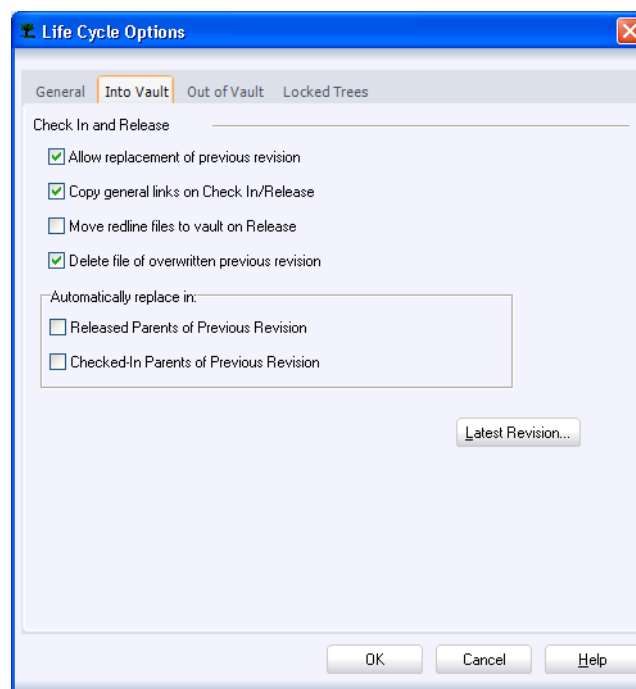 Life Cycle Options
General Into Vault Out of Vault Locked Trees
Check In and Release
Allow replacement of previous revision
Copy general links on Check In/Release
Move redline files to vault on Release
Delete file of overwritten previous revision
Automatically replace in:
Released Parents of Previous Revision
Checked-In Parents of Previous Revision
Latest Revision...
OK Cancel Help